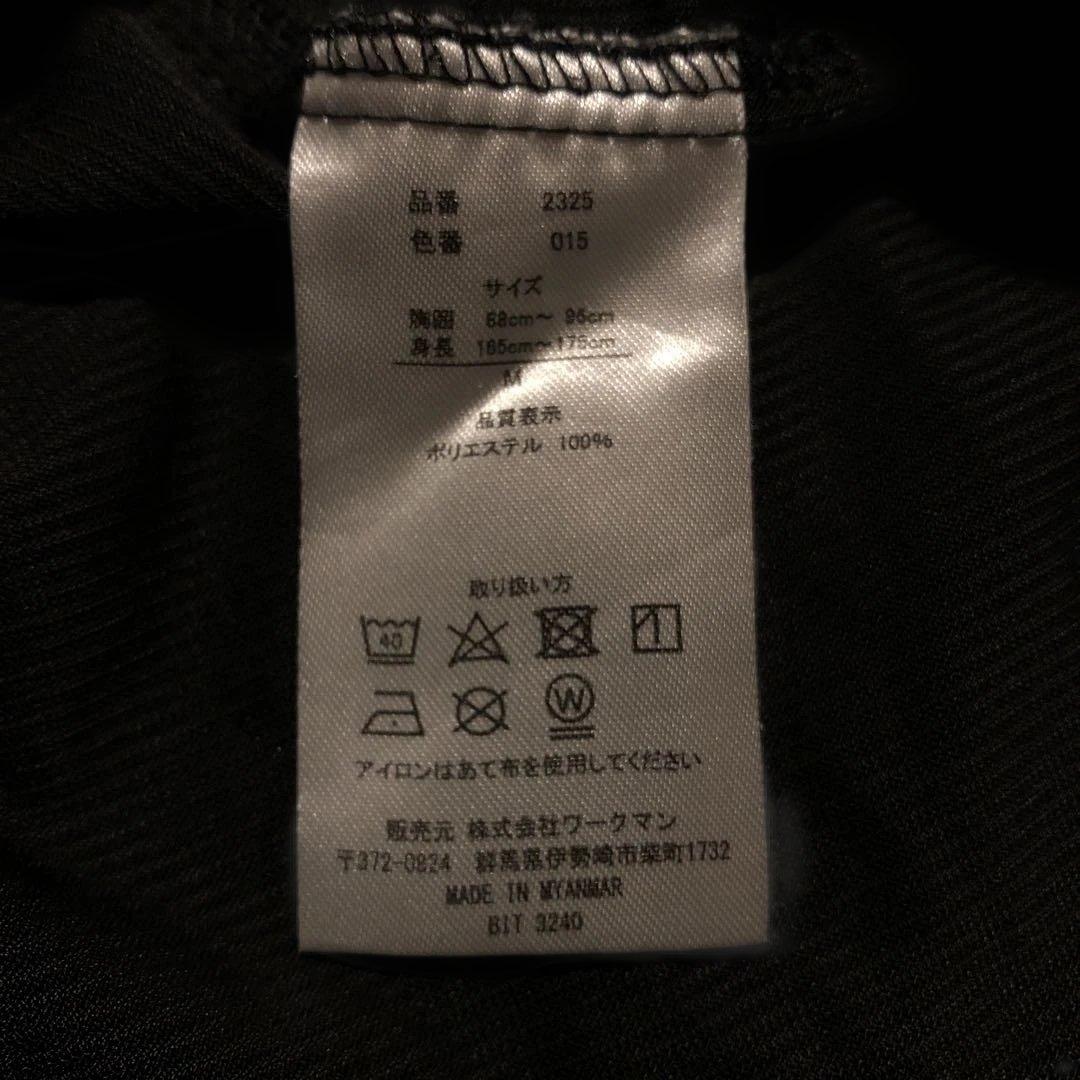 品番 2325
色番 015
サイズ
胸囲 88cm～ 96cm
身長 165cm～175cm
M
品質表示
ポリエステル 100%
取り扱い方
40
W
アイロンはあて布を使用してください
販売元 株式会社ワークマン
〒372-0824 群馬県伊勢崎市柴町1732
MADE IN MYANMAR
BIT 3240